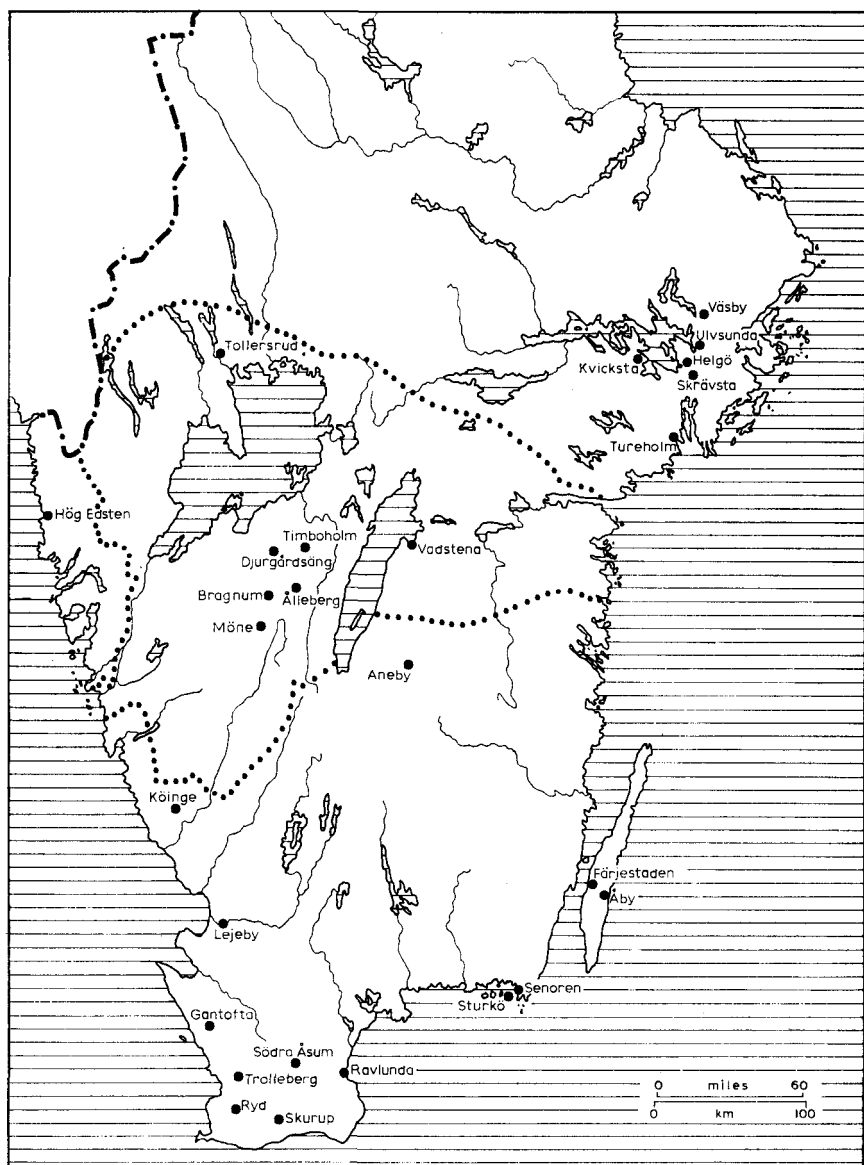 Väsby
Ulvsunda
Tollersrud
Kvicksta
Helgö
Skrävsta
Tureholm
Hög Edsten
Timboholm
Vadstena
Djurgårdsäng
Bragnum
Ålleberg
Möne
Aneby
Köinge
Färjestaden
Åby
Lejeby
Senoren
Sturkö
Gantofta
Södra Åsum
Ravlunda
Trolleberg
Ryd
Skurup
0 miles 60
0 km 100